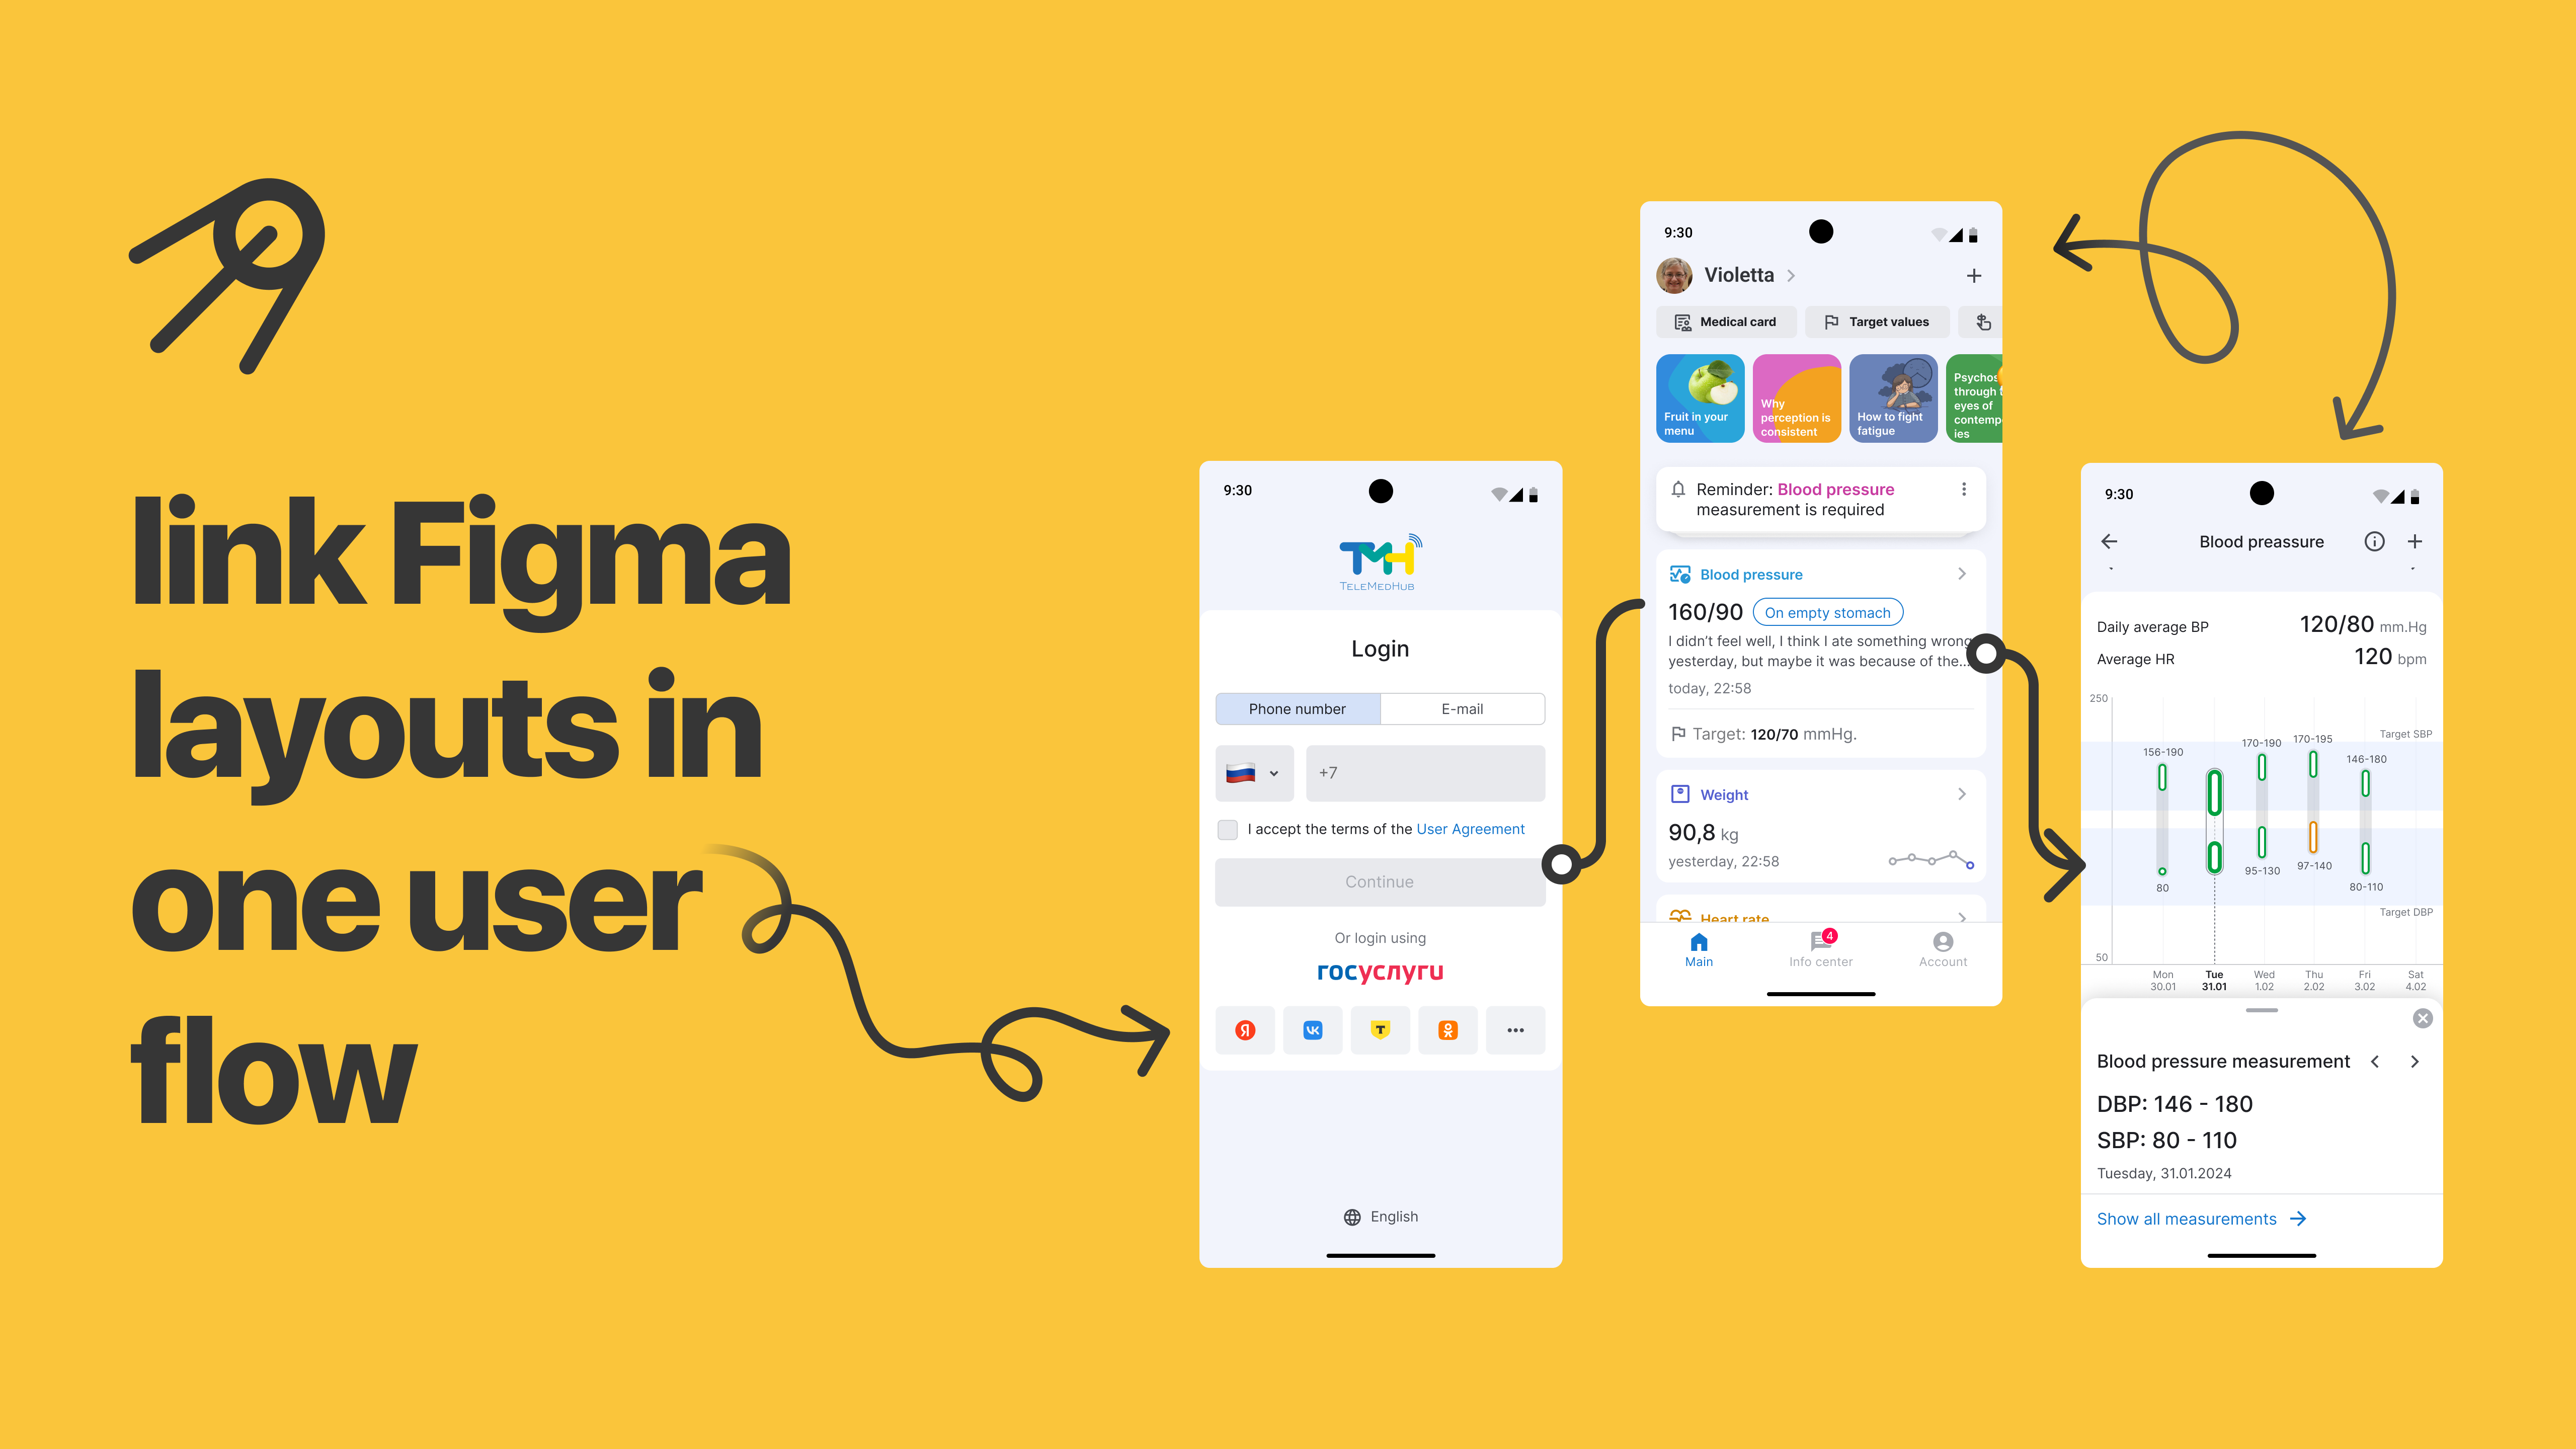 link Figma
layouts in
one user
flow
9:30
TMH
TELEMEDHUB
Login
Phone number
E-mail
+7
I accept the terms of the User Agreement
Continue
Or login using
госуслуги
Я
VK
T
English
9:30
Violetta
Medical card
Target values
Fruit in your
menu
Why
perception is
consistent
How to fight
fatigue
Psychos
through t
eyes of
contemp
ies
Reminder: Blood pressure
measurement is required
Blood pressure
160/90 On empty stomach
I didn't feel well, I think I ate something wrong
yesterday, but maybe it was because of the...
today, 22:58
Target: 120/70 mmHg.
Weight
90,8 kg
yesterday, 22:58
Heart rate
4
Main
Info center
Account
9:30
Blood preassure
Daily average BP 120/80 mm.Hg
Average HR 120 bpm
250
Target SBP
156-190
170-190
170-195
146-180
80
95-130
97-140
80-110
Target DBP
50
Mon Tue Wed Thu Fri Sat
30.01 31.01 1.02 2.02 3.02 4.02
Blood pressure measurement
DBP: 146 - 180
SBP: 80 - 110
Tuesday, 31.01.2024
Show all measurements